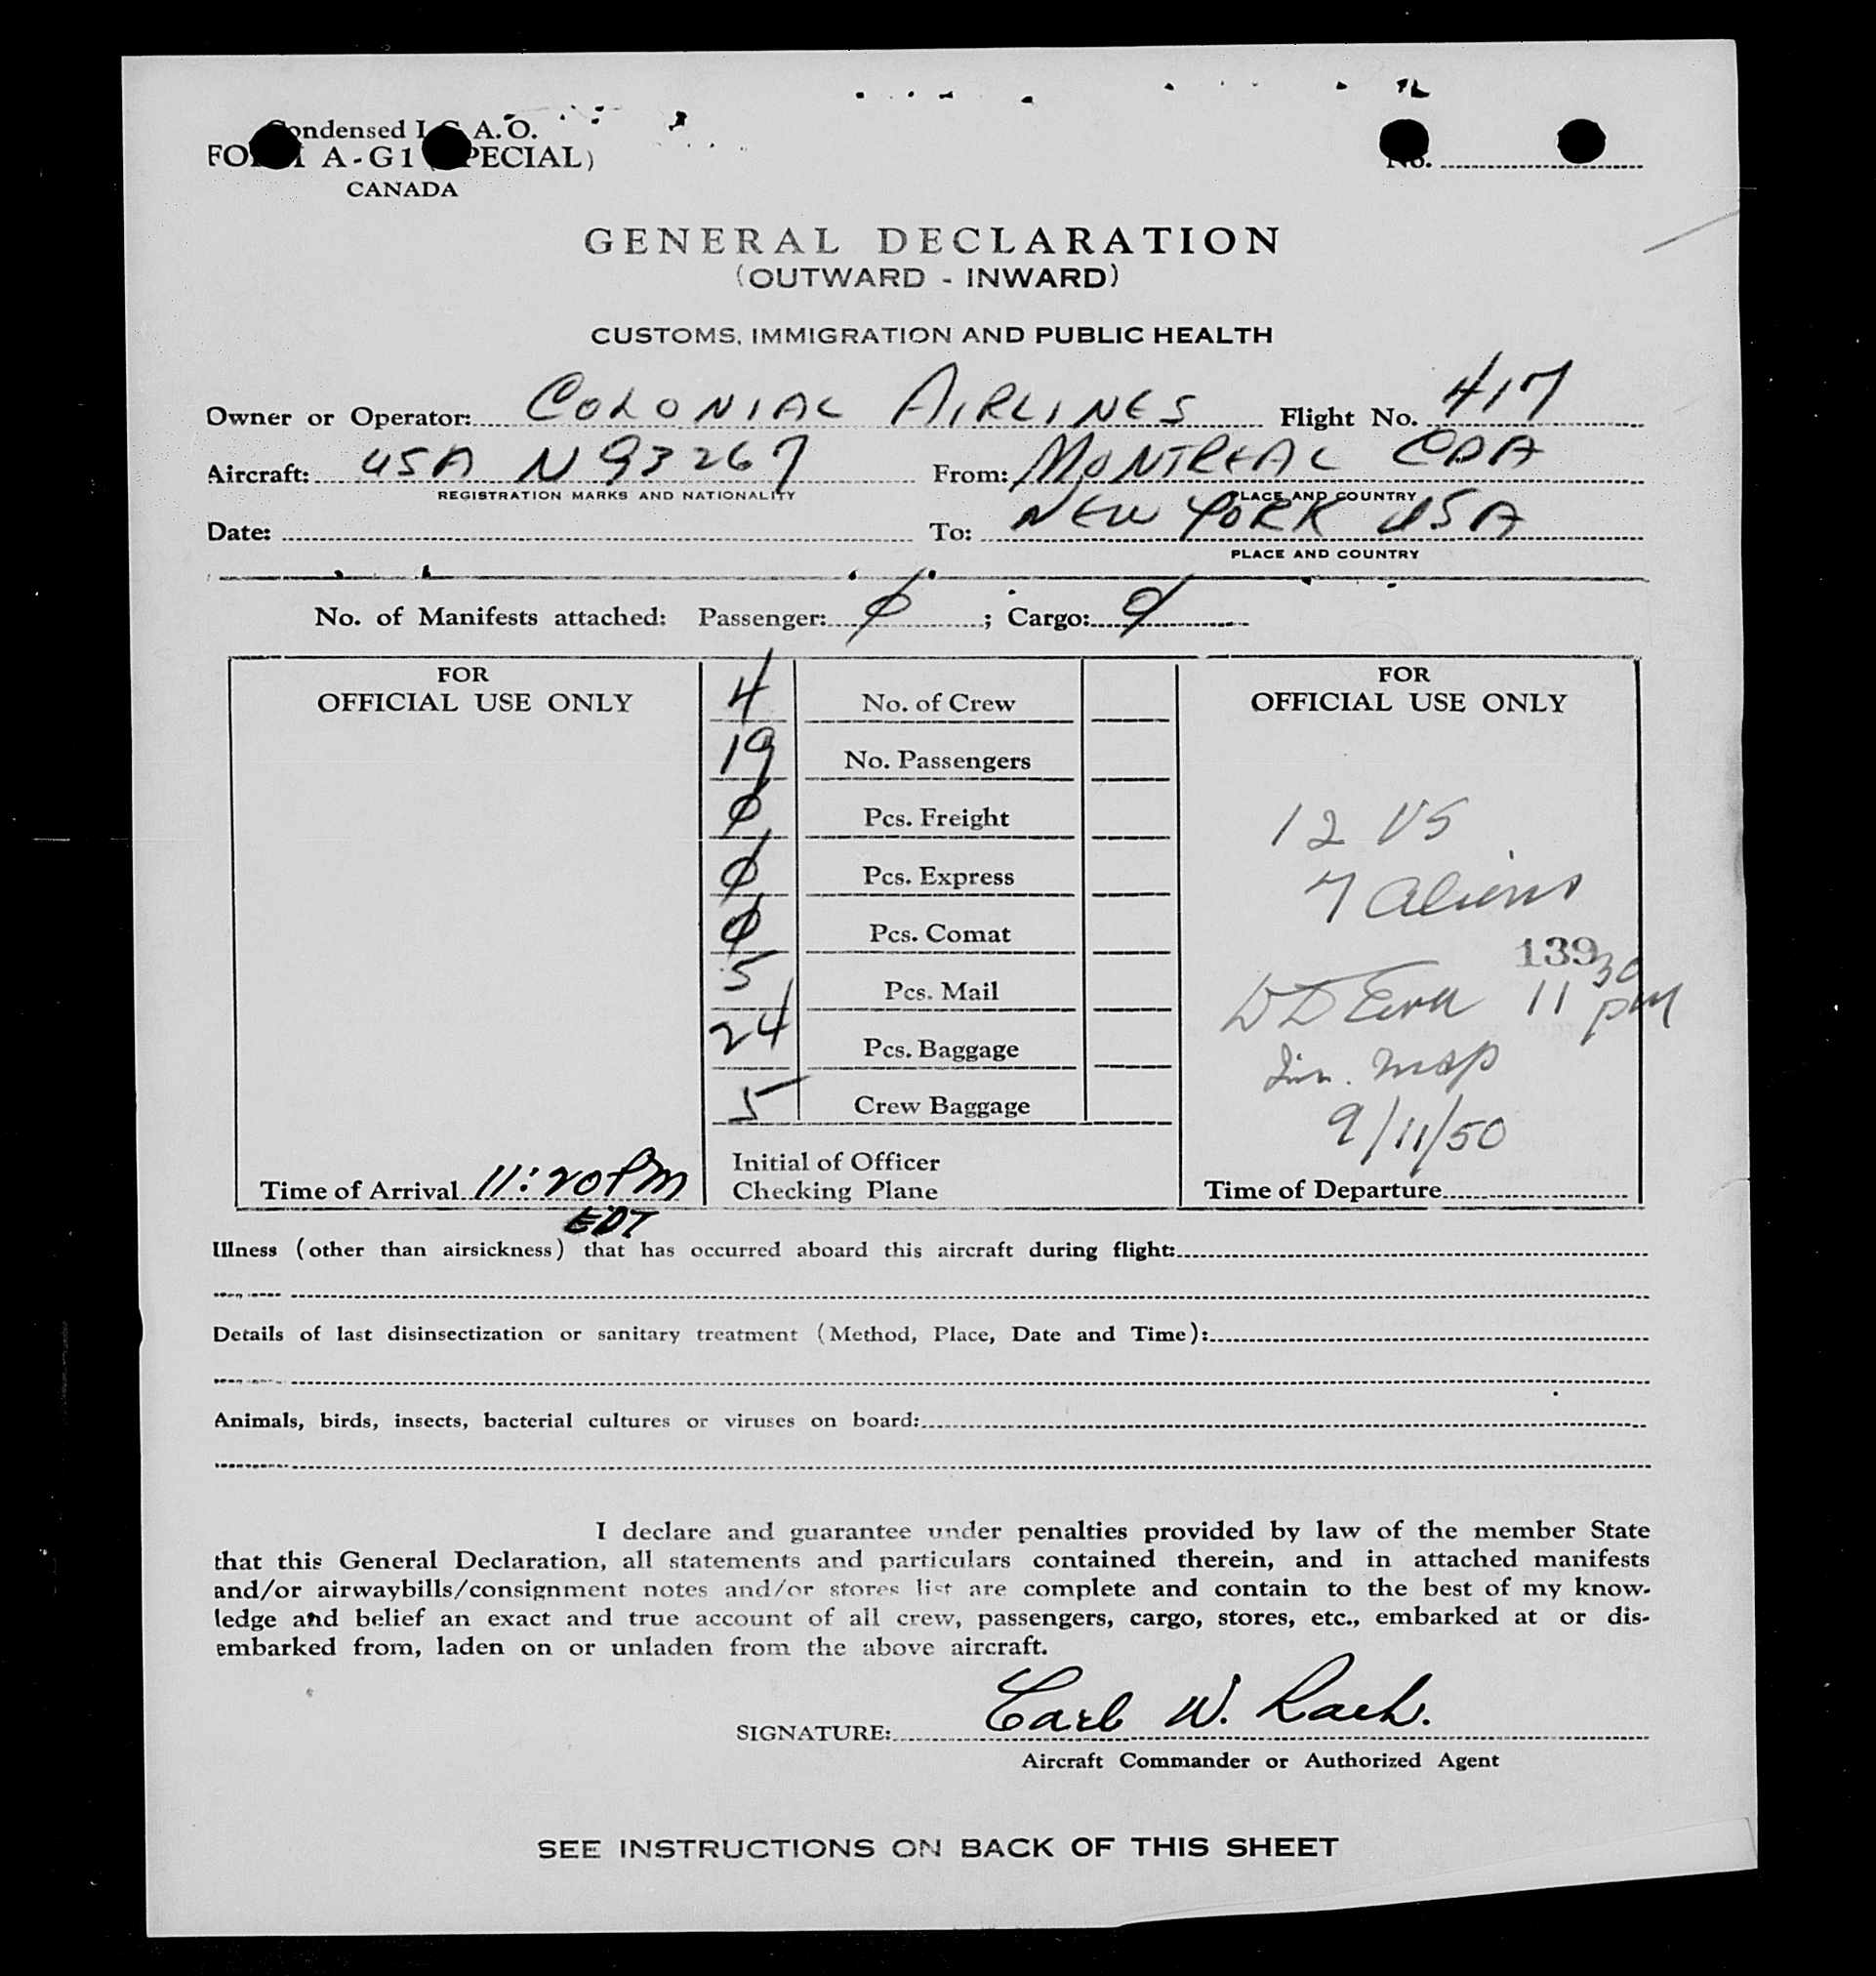 Condensed I.C.A.O.
FORM A-G1 (SPECIAL)
CANADA
No.
GENERAL DECLARATION
(OUTWARD - INWARD)
CUSTOMS, IMMIGRATION AND PUBLIC HEALTH
Owner or Operator: COLONIAL AIRLINES Flight No. 417
Aircraft: USA N93267 From: MONTREAL CDA
REGISTRATION MARKS AND NATIONALITY PLACE AND COUNTRY
Date: To: NEW YORK USA
PLACE AND COUNTRY
No. of Manifests attached: Passenger: Ø ; Cargo: Ø
FOR
OFFICIAL USE ONLY
4 No. of Crew
19 No. Passengers
Ø Pcs. Freight
Ø Pcs. Express
Ø Pcs. Comat
5 Pcs. Mail
24 Pcs. Baggage
5 Crew Baggage
Initial of Officer
Checking Plane
Time of Arrival 11:20 PM
EDT
FOR
OFFICIAL USE ONLY
12 US
7 aliens
139
11 30 PM
9/11/50
Time of Departure
Illness (other than airsickness) that has occurred aboard this aircraft during flight:
Details of last disinsectization or sanitary treatment (Method, Place, Date and Time):
Animals, birds, insects, bacterial cultures or viruses on board:
I declare and guarantee under penalties provided by law of the member State
that this General Declaration, all statements and particulars contained therein, and in attached manifests
and/or airwaybills/consignment notes and/or stores list are complete and contain to the best of my know-
ledge and belief an exact and true account of all crew, passengers, cargo, stores, etc., embarked at or dis-
embarked from, laden on or unladen from the above aircraft.
SIGNATURE: Carl W.
Aircraft Commander or Authorized Agent
SEE INSTRUCTIONS ON BACK OF THIS SHEET